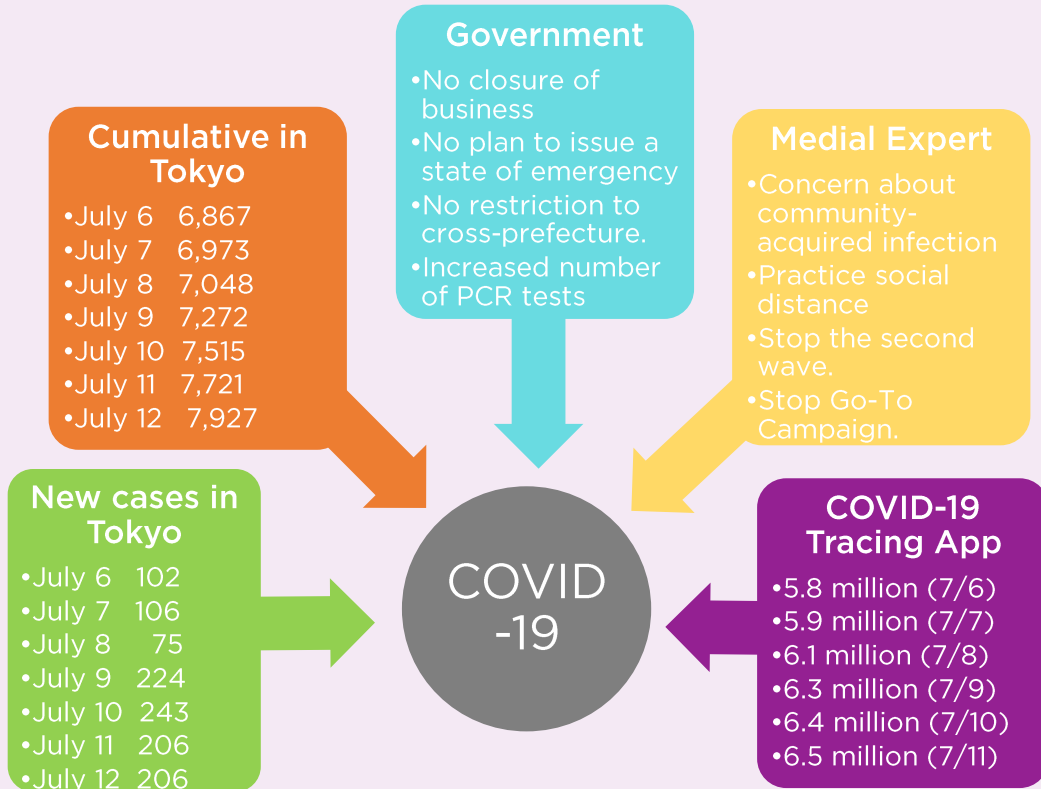 Government
•No closure of
business
•No plan to issue a
state of emergency
•No restriction to
cross-prefecture.
•Increased number
of PCR tests
Cumulative in
Tokyo
•July 6 6,867
•July 7 6,973
•July 8 7,048
•July 9 7,272
•July 10 7,515
•July 11 7,721
•July 12 7,927
Medial Expert
•Concern about
community-
acquired infection
•Practice social
distance
•Stop the second
wave.
•Stop Go-To
Campaign.
New cases in
Tokyo
•July 6 102
•July 7 106
•July 8 75
•July 9 224
•July 10 243
•July 11 206
•July 12 206
COVID
-19
COVID-19
Tracing App
•5.8 million (7/6)
•5.9 million (7/7)
•6.1 million (7/8)
•6.3 million (7/9)
•6.4 million (7/10)
•6.5 million (7/11)